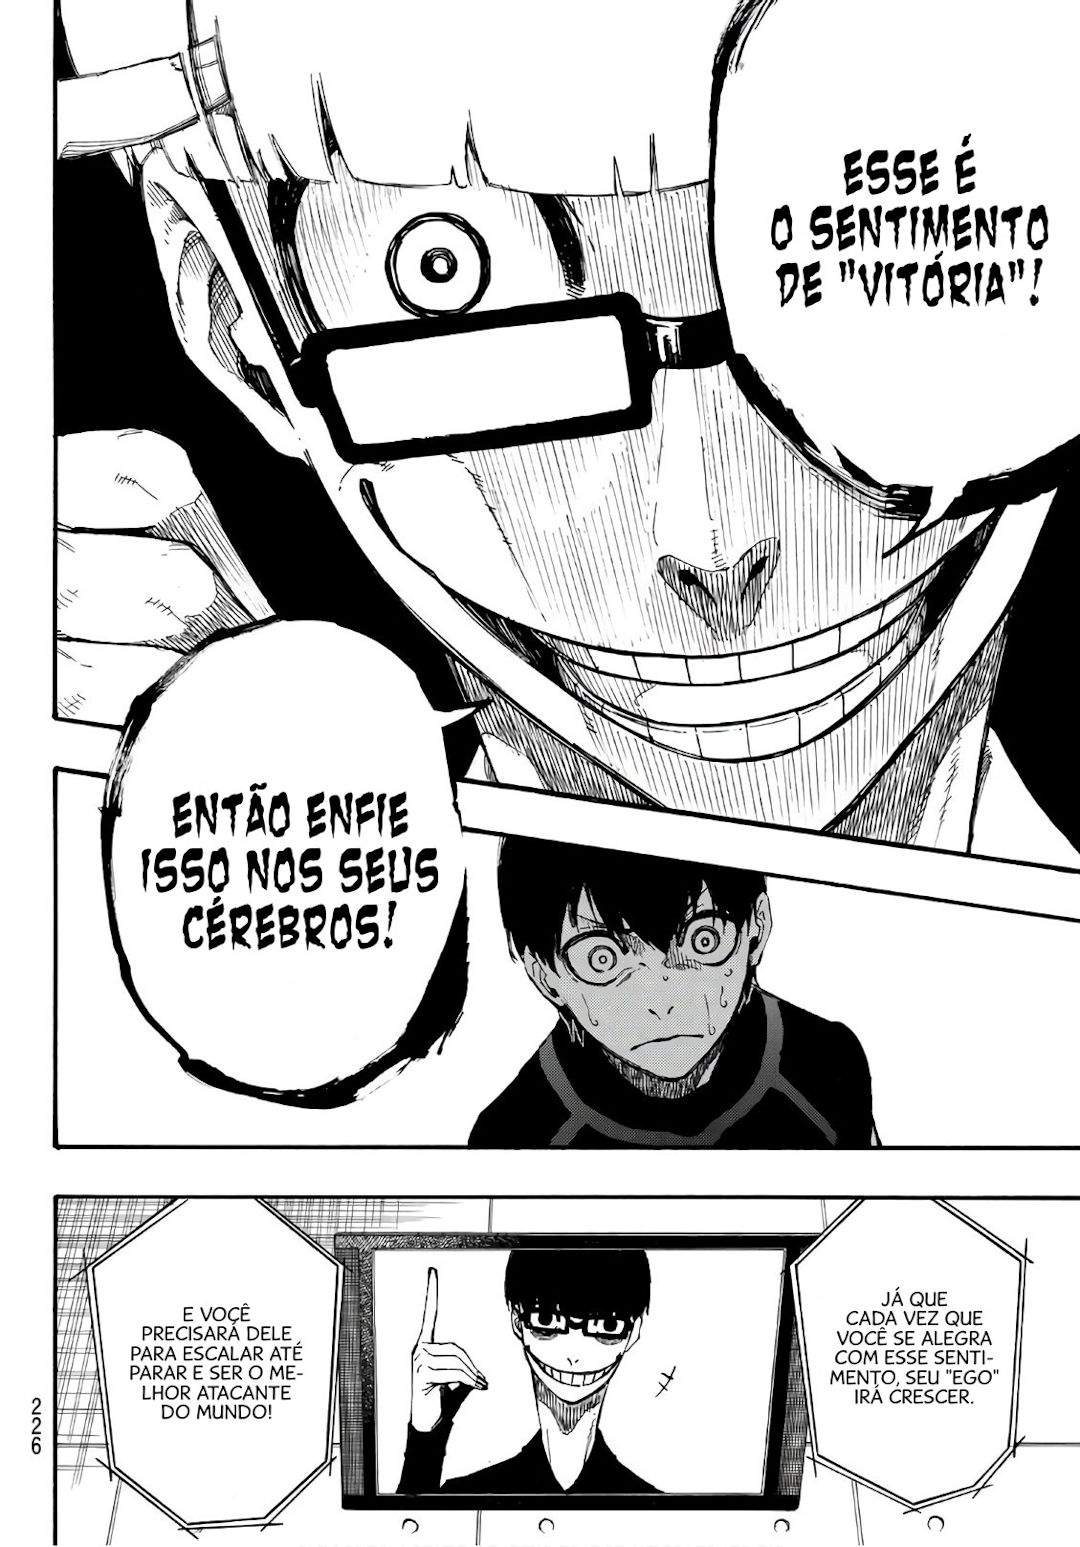 ESSE É
O SENTIMENTO
DE "VITÓRIA"!
ENTÃO ENFIE
ISSO NOS SEUS
CÉREBROS!
JÁ QUE
CADA VEZ QUE
VOCÊ SE ALEGRA
COM ESSE SENTI-
MENTO, SEU "EGO"
IRÁ CRESCER.
E VOCÊ
PRECISARÁ DELE
PARA ESCALAR ATÉ
PARAR E SER O ME-
LHOR ATACANTE
DO MUNDO!
226